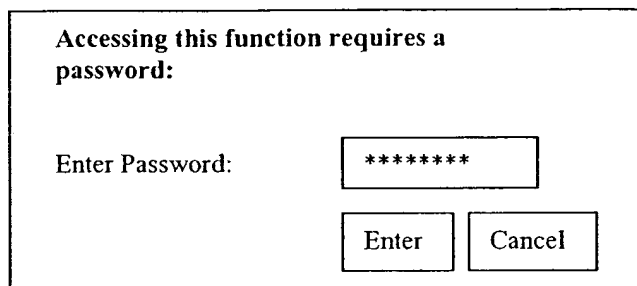 Accessing this function requires a
password:
Enter Password:
********
Enter
Cancel